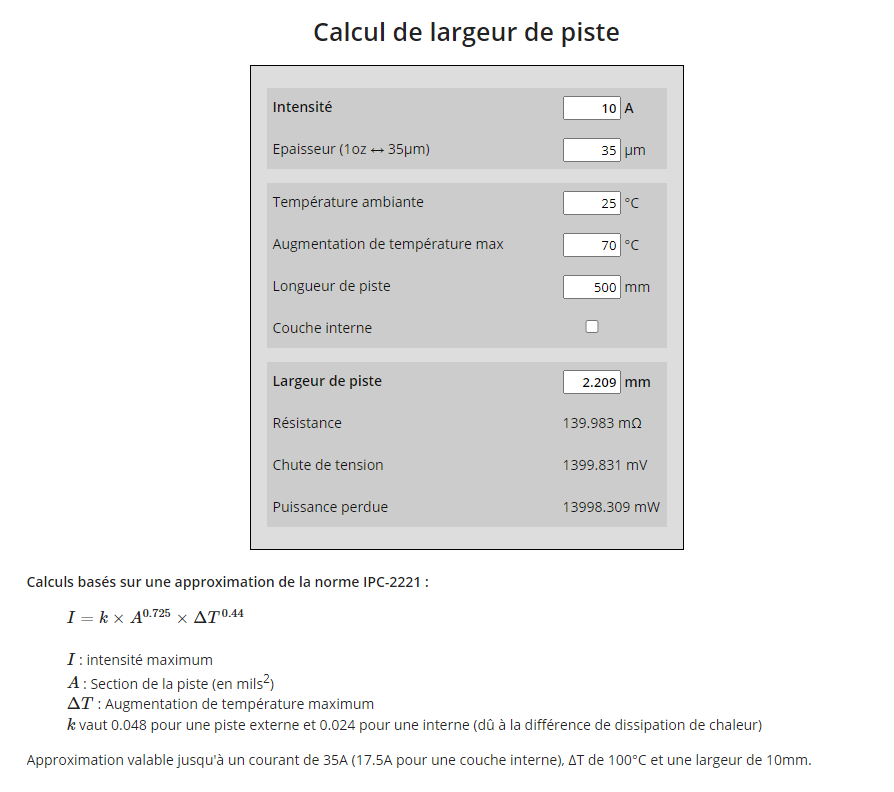 Calcul de largeur de piste
Intensité 10 A
Epaisseur (1oz ↔ 35µm) 35 µm
Température ambiante 25 °C
Augmentation de température max 70 °C
Longueur de piste 500 mm
Couche interne
Largeur de piste 2.209 mm
Résistance 139.983 mΩ
Chute de tension 1399.831 mV
Puissance perdue 13998.309 mW
Calculs basés sur une approximation de la norme IPC-2221 :
I = k × A^0.725 × ΔT^0.44
I : intensité maximum
A : Section de la piste (en mils²)
ΔT : Augmentation de température maximum
k vaut 0.048 pour une piste externe et 0.024 pour une interne (dû à la différence de dissipation de chaleur)
Approximation valable jusqu'à un courant de 35A (17.5A pour une couche interne), ΔT de 100°C et une largeur de 10mm.